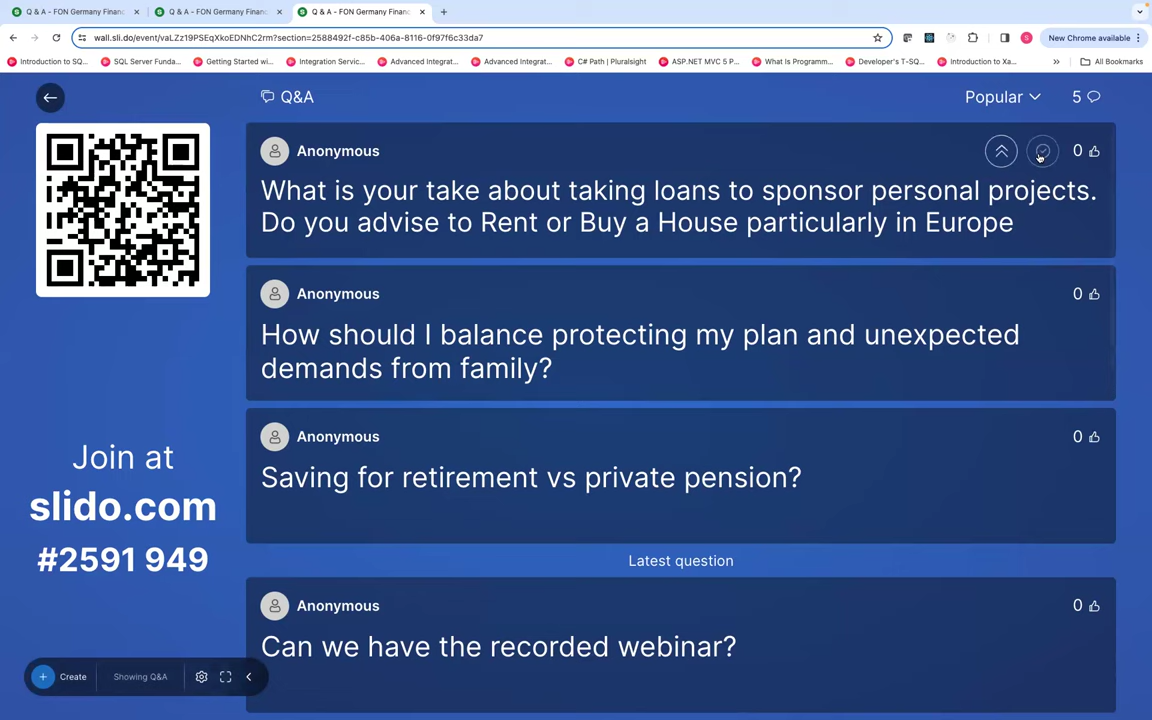 Q & A - FON Germany Financ
Q & A - FON Germany Financ
Q & A - FON Germany Financ
wall.sli.do/event/vaLZz19PSEqXkoEDNhC2rm?section=2588492f-c85b-406a-8116-0f97f6c33da7
New Chrome available
Introduction to SQ...
SQL Server Funda...
Getting Started wi...
Integration Servic...
Advanced Integrat...
Advanced Integrat...
C# Path | Pluralsight
ASP.NET MVC 5 P...
What Is Programm...
Developer's T-SQ...
Introduction to Xa...
All Bookmarks
Q&A
Popular
5
Anonymous
0
What is your take about taking loans to sponsor personal projects.
Do you advise to Rent or Buy a House particularly in Europe
Anonymous
0
How should I balance protecting my plan and unexpected
demands from family?
Anonymous
0
Saving for retirement vs private pension?
Latest question
Anonymous
0
Can we have the recorded webinar?
Join at
slido.com
#2591 949
Create
Showing Q&A